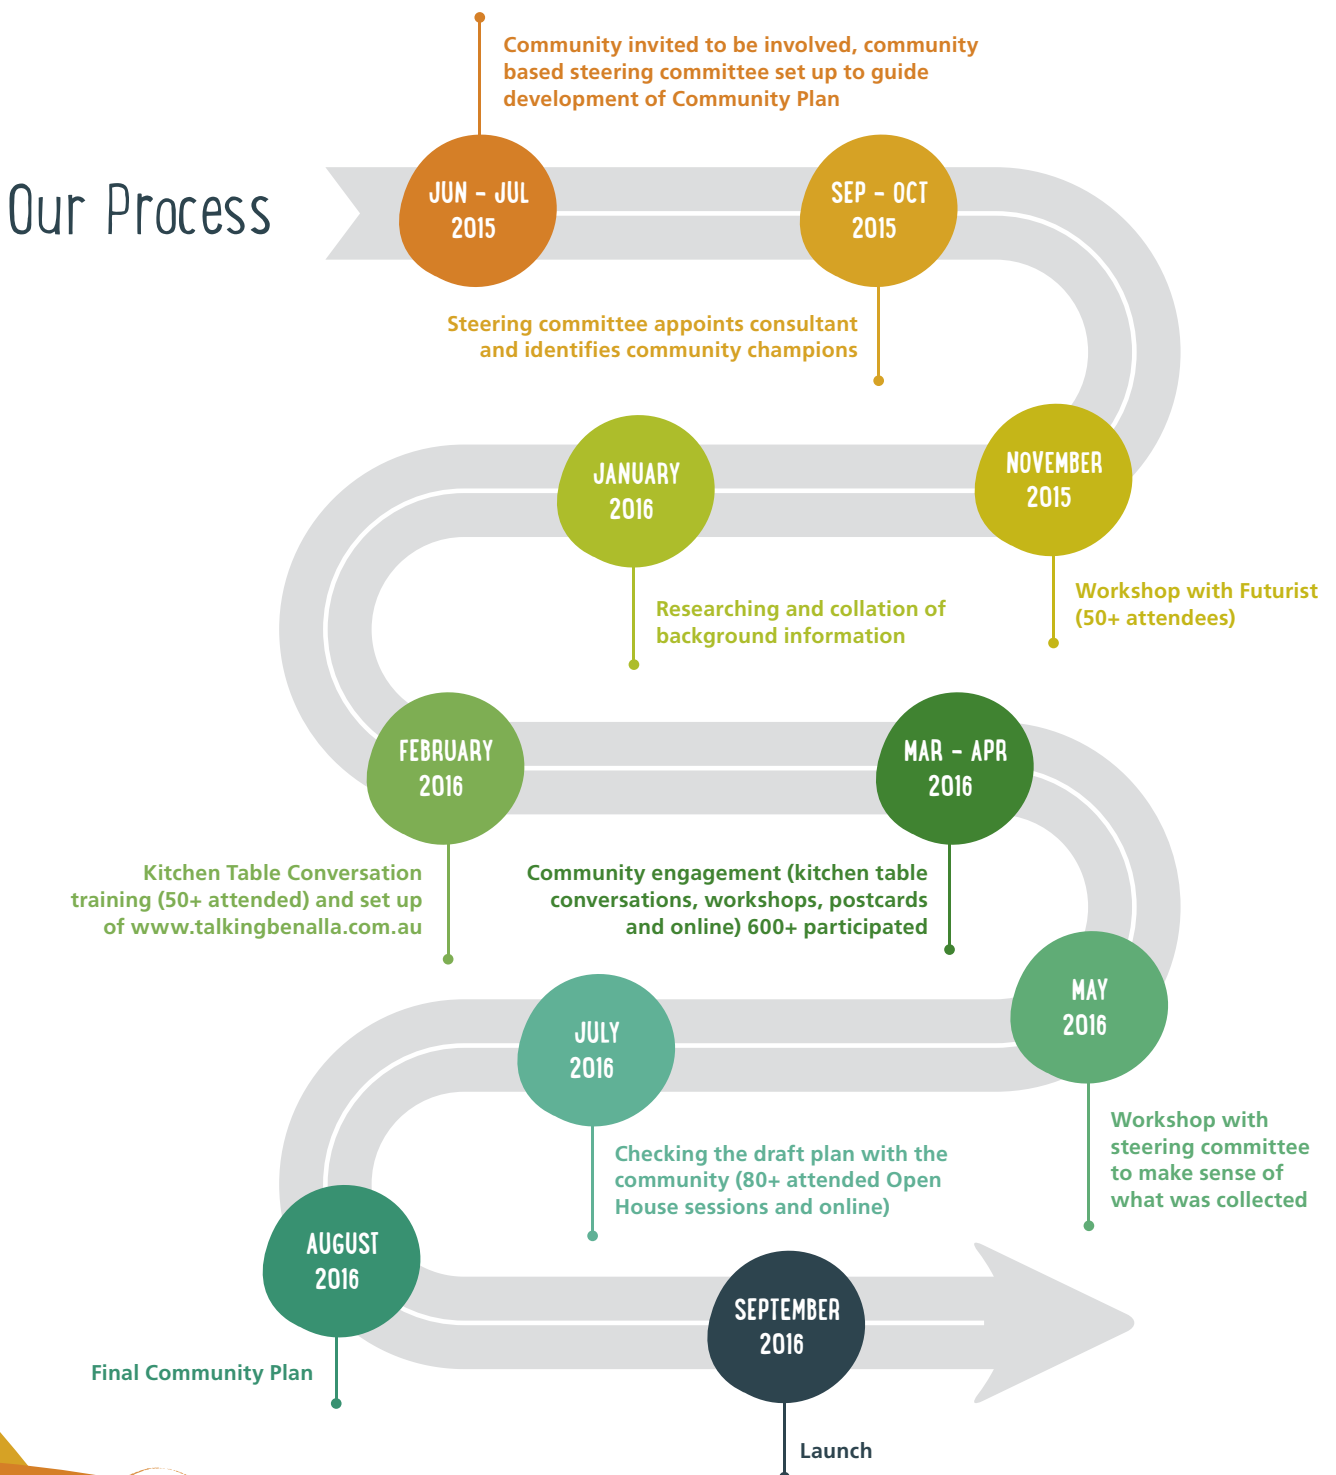 Our Process
Community invited to be involved, community
based steering committee set up to guide
development of Community Plan
JUN - JUL
2015
SEP - OCT
2015
Steering committee appoints consultant
and identifies community champions
NOVEMBER
2015
Workshop with Futurist
(50+ attendees)
JANUARY
2016
Researching and collation of
background information
FEBRUARY
2016
Kitchen Table Conversation
training (50+ attended) and set up
of www.talkingbenalla.com.au
MAR - APR
2016
Community engagement (kitchen table
conversations, workshops, postcards
and online) 600+ participated
MAY
2016
Workshop with
steering committee
to make sense of
what was collected
JULY
2016
Checking the draft plan with the
community (80+ attended Open
House sessions and online)
AUGUST
2016
Final Community Plan
SEPTEMBER
2016
Launch